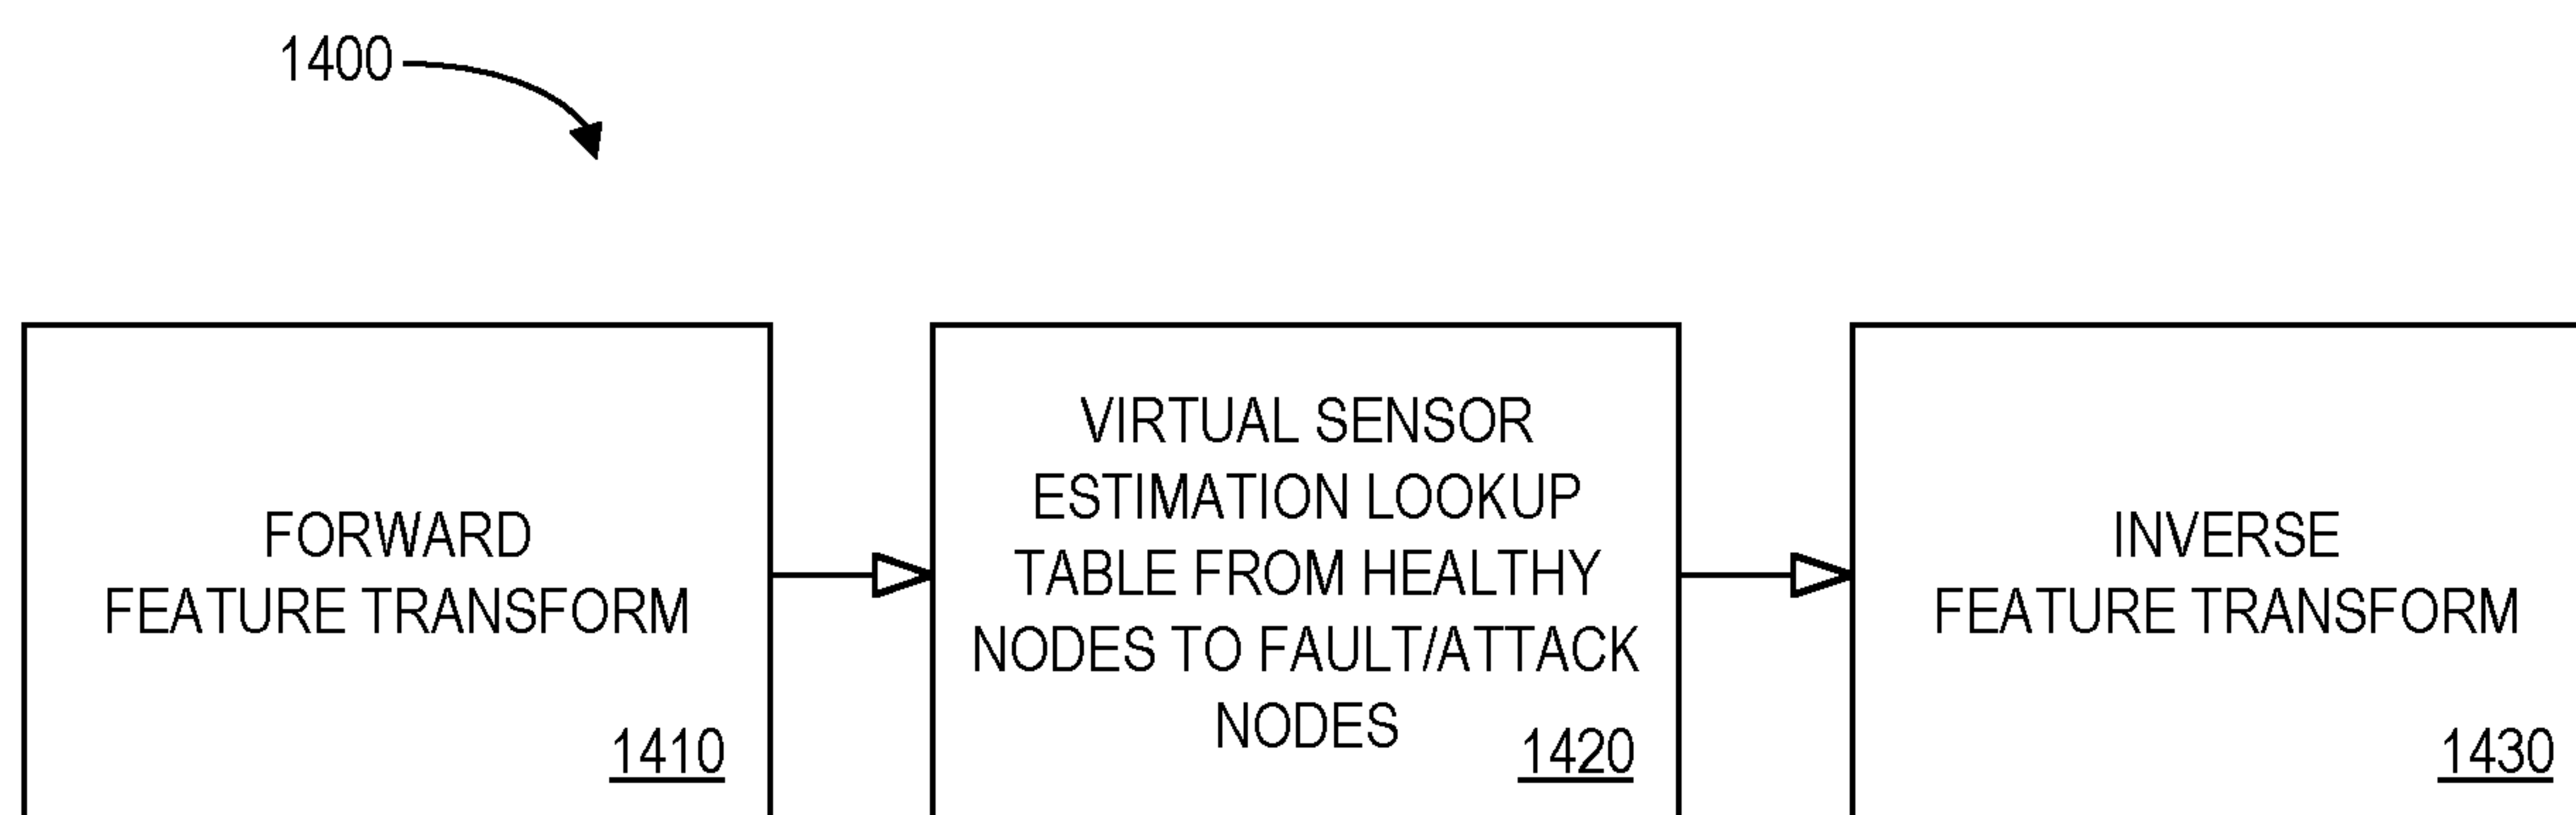 1400
FORWARD
FEATURE TRANSFORM
1410
VIRTUAL SENSOR
ESTIMATION LOOKUP
TABLE FROM HEALTHY
NODES TO FAULT/ATTACK
NODES
1420
INVERSE
FEATURE TRANSFORM
1430